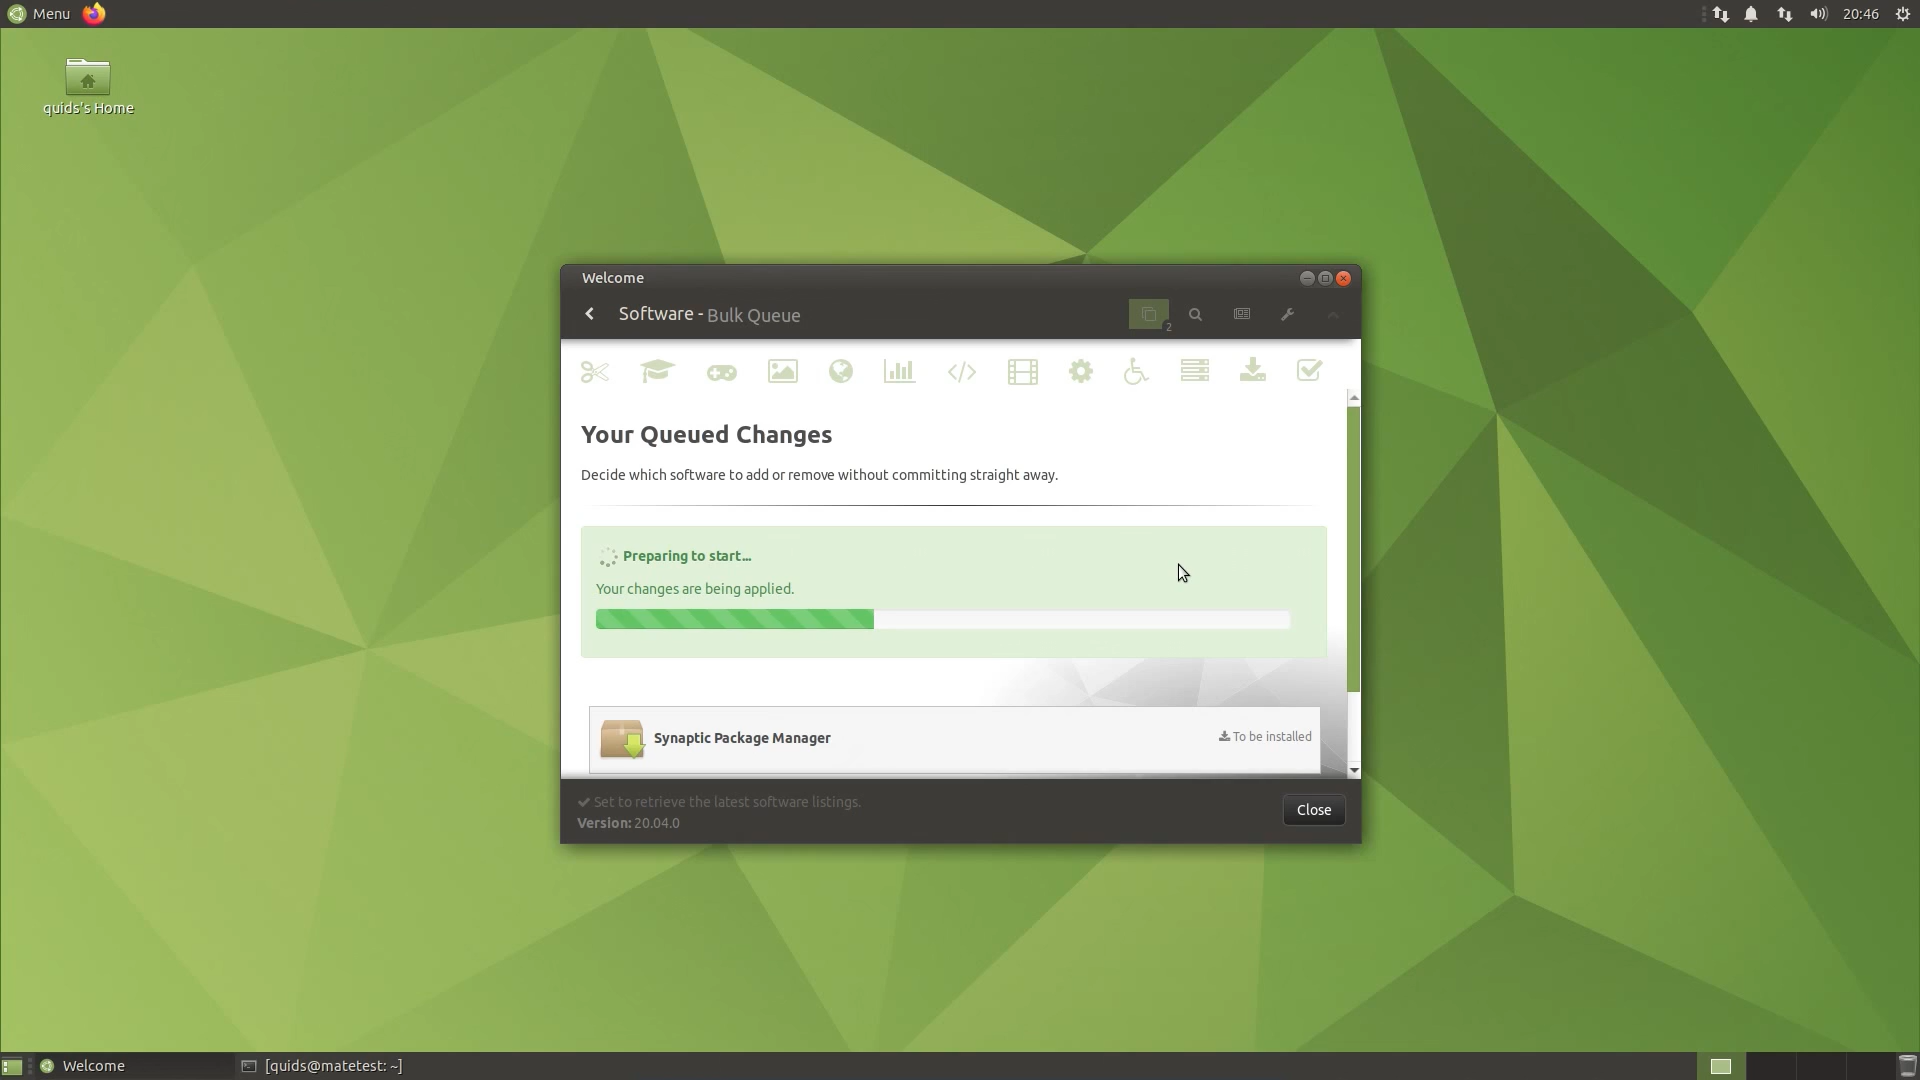 Menu
20:46
quids's Home
Welcome
Software - Bulk Queue
2
Your Queued Changes
Decide which software to add or remove without committing straight away.
Preparing to start...
Your changes are being applied.
Synaptic Package Manager
To be installed
Set to retrieve the latest software listings.
Version: 20.04.0
Close
Welcome
[quids@matetest: ~]